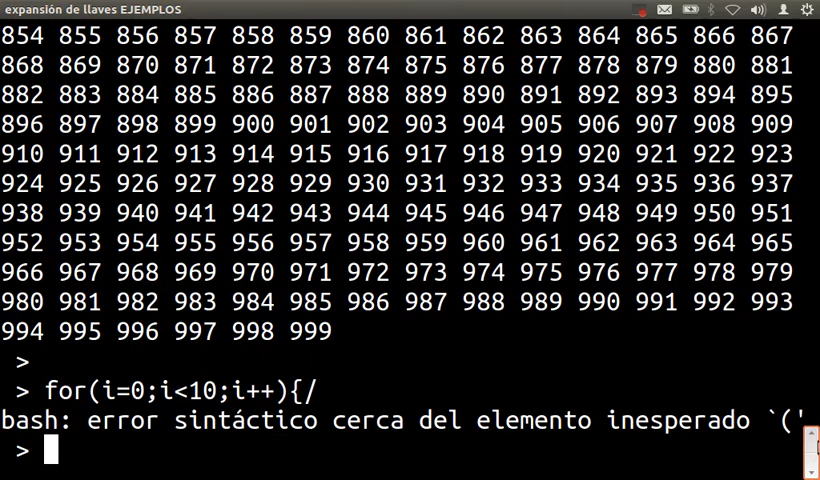 expansión de llaves EJEMPLOS
854 855 856 857 858 859 860 861 862 863 864 865 866 867
868 869 870 871 872 873 874 875 876 877 878 879 880 881
882 883 884 885 886 887 888 889 890 891 892 893 894 895
896 897 898 899 900 901 902 903 904 905 906 907 908 909
910 911 912 913 914 915 916 917 918 919 920 921 922 923
924 925 926 927 928 929 930 931 932 933 934 935 936 937
938 939 940 941 942 943 944 945 946 947 948 949 950 951
952 953 954 955 956 957 958 959 960 961 962 963 964 965
966 967 968 969 970 971 972 973 974 975 976 977 978 979
980 981 982 983 984 985 986 987 988 989 990 991 992 993
994 995 996 997 998 999
>
> for(i=0;i<10;i++){/
bash: error sintáctico cerca del elemento inesperado `('
>